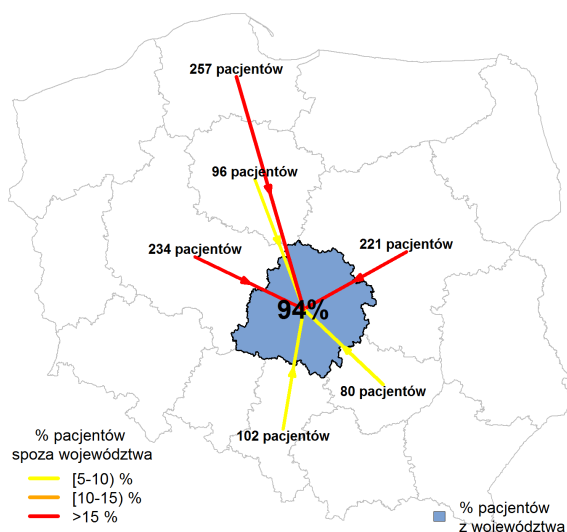 257 pacjentów
96 pacjentów
234 pacjentów
221 pacjentów
94%
80 pacjentów
102 pacjentów
% pacjentów
spoza województwa
[5-10) %
[10-15) %
>15 %
% pacjentów
z województwa